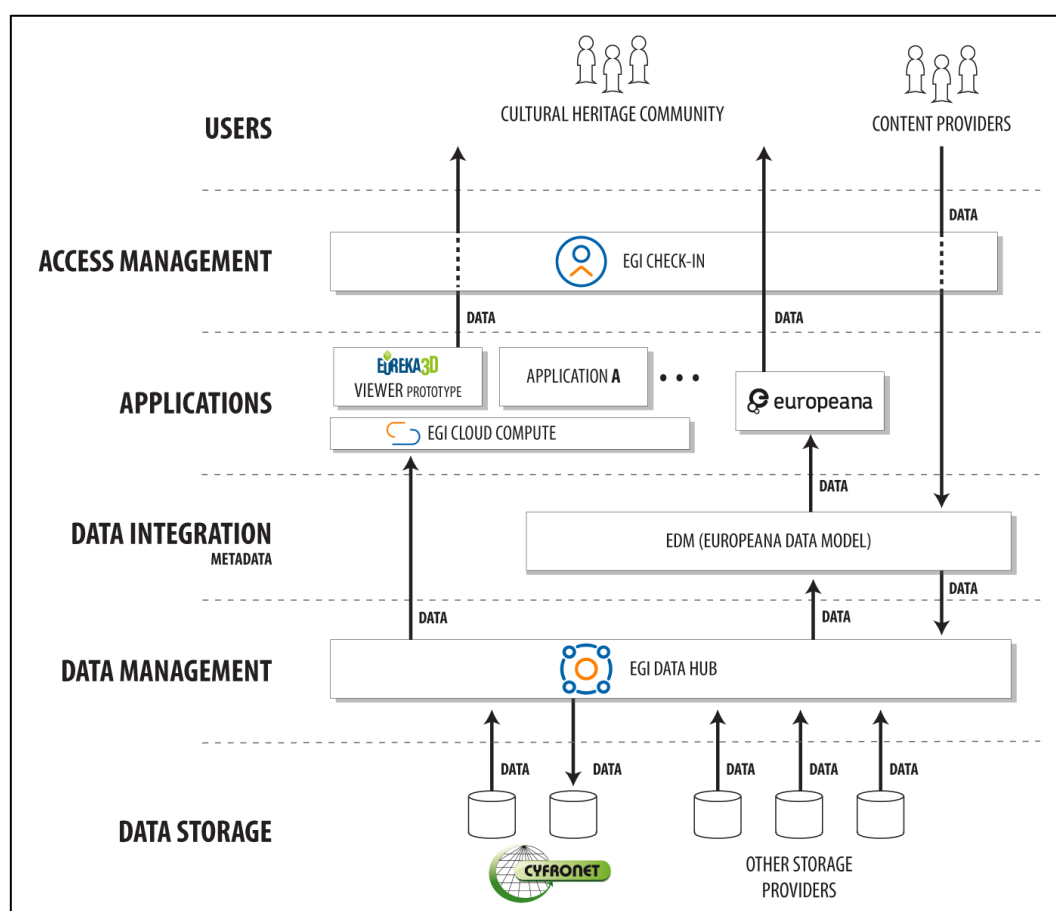 CULTURAL HERITAGE COMMUNITY
CONTENT PROVIDERS
USERS
DATA
ACCESS MANAGEMENT
EGI CHECK-IN
DATA
DATA
EUREKA3D
VIEWER PROTOTYPE
APPLICATION A
• • •
europeana
APPLICATIONS
EGI CLOUD COMPUTE
DATA
DATA INTEGRATION
METADATA
EDM (EUROPEANA DATA MODEL)
DATA
DATA
DATA
DATA MANAGEMENT
EGI DATA HUB
DATA
DATA
DATA
DATA
DATA
DATA STORAGE
CYFRONET
OTHER STORAGE
PROVIDERS